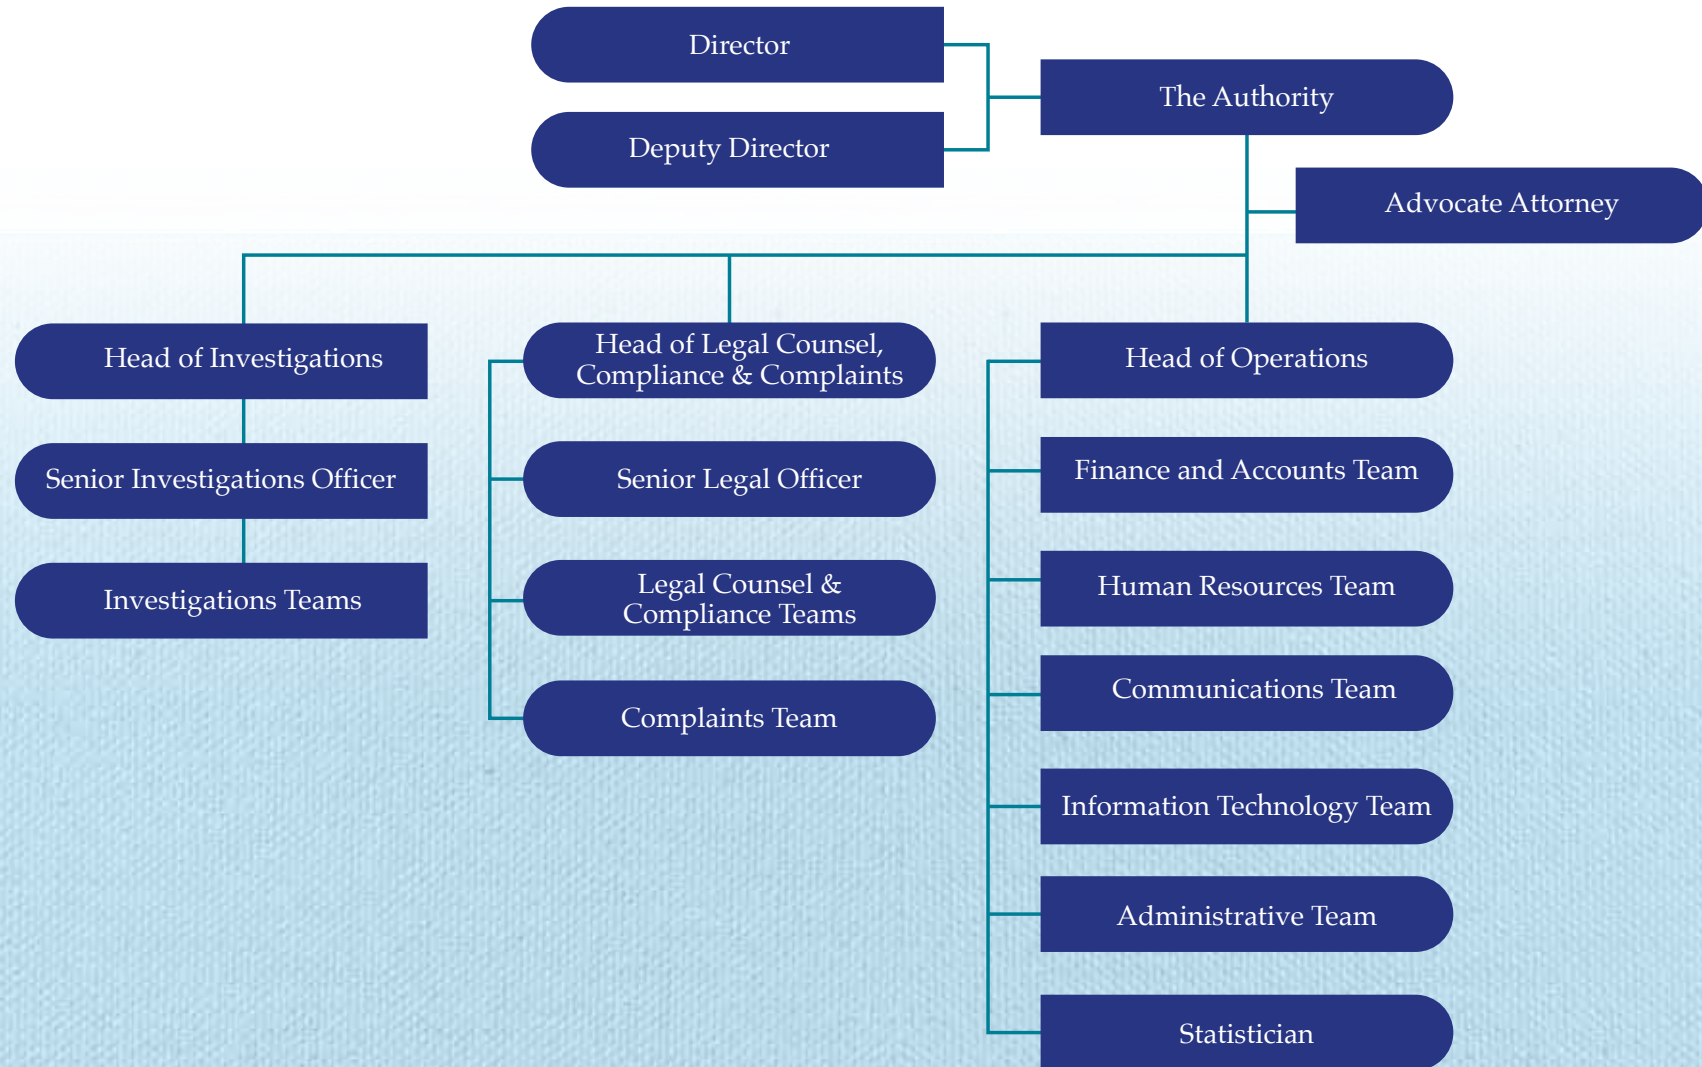 Director
The Authority
Deputy Director
Advocate Attorney
Head of Investigations
Senior Investigations Officer
Investigations Teams
Head of Legal Counsel,
Compliance & Complaints
Senior Legal Officer
Legal Counsel &
Compliance Teams
Complaints Team
Head of Operations
Finance and Accounts Team
Human Resources Team
Communications Team
Information Technology Team
Administrative Team
Statistician